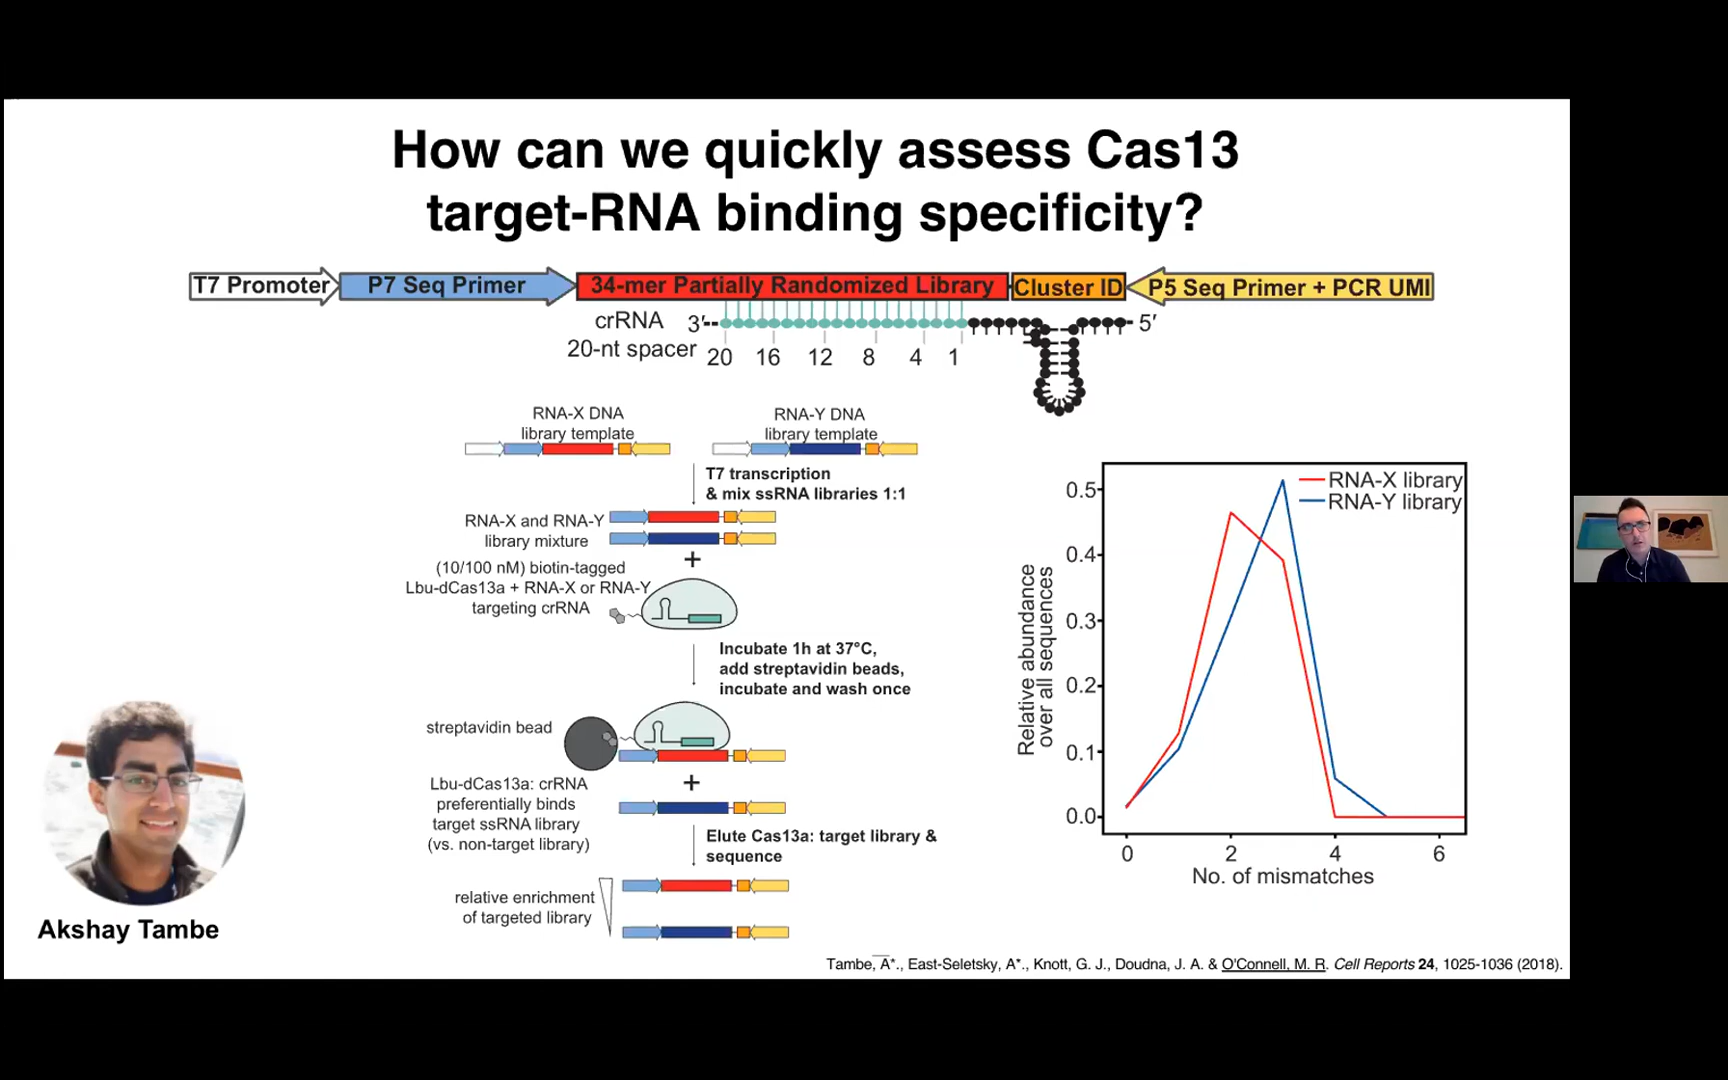 How can we quickly assess Cas13
target-RNA binding specificity?
T7 Promoter
P7 Seq Primer
34-mer Partially Randomized Library
Cluster ID
P5 Seq Primer + PCR UMI
crRNA
3′
5′
20-nt spacer
20 16 12 8 4 1
RNA-X DNA
library template
RNA-Y DNA
library template
T7 transcription
& mix ssRNA libraries 1:1
RNA-X and RNA-Y
library mixture
+
(10/100 nM) biotin-tagged
Lbu-dCas13a + RNA-X or RNA-Y
targeting crRNA
Incubate 1h at 37°C,
add streptavidin beads,
incubate and wash once
streptavidin bead
+
Lbu-dCas13a: crRNA
preferentially binds
target ssRNA library
(vs. non-target library)
Elute Cas13a: target library &
sequence
relative enrichment
of targeted library
RNA-X library
RNA-Y library
0.5
0.4
0.3
0.2
0.1
0.0
Relative abundance
over all sequences
0 2 4 6
No. of mismatches
Akshay Tambe
Tambe, A*., East-Seletsky, A*., Knott, G. J., Doudna, J. A. & O'Connell, M. R. Cell Reports 24, 1025-1036 (2018).